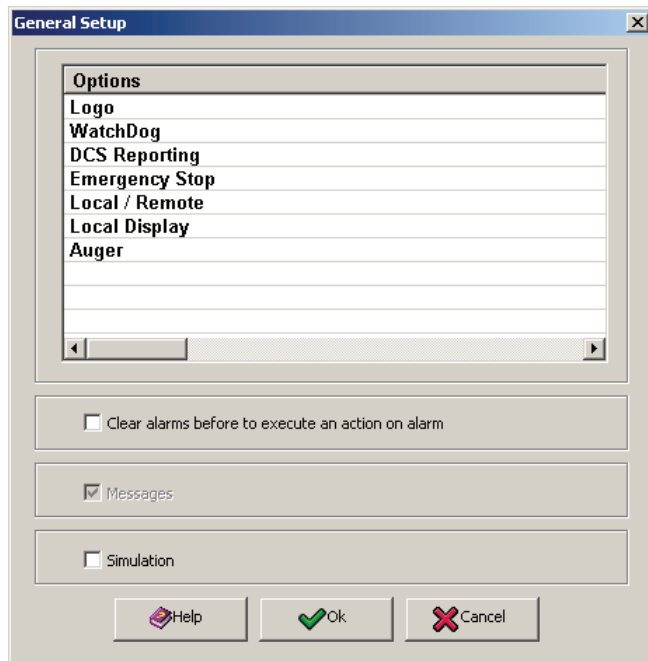 General Setup
Options
Logo
WatchDog
DCS Reporting
Emergency Stop
Local / Remote
Local Display
Auger
Clear alarms before to execute an action on alarm
Messages
Simulation
Help Ok Cancel